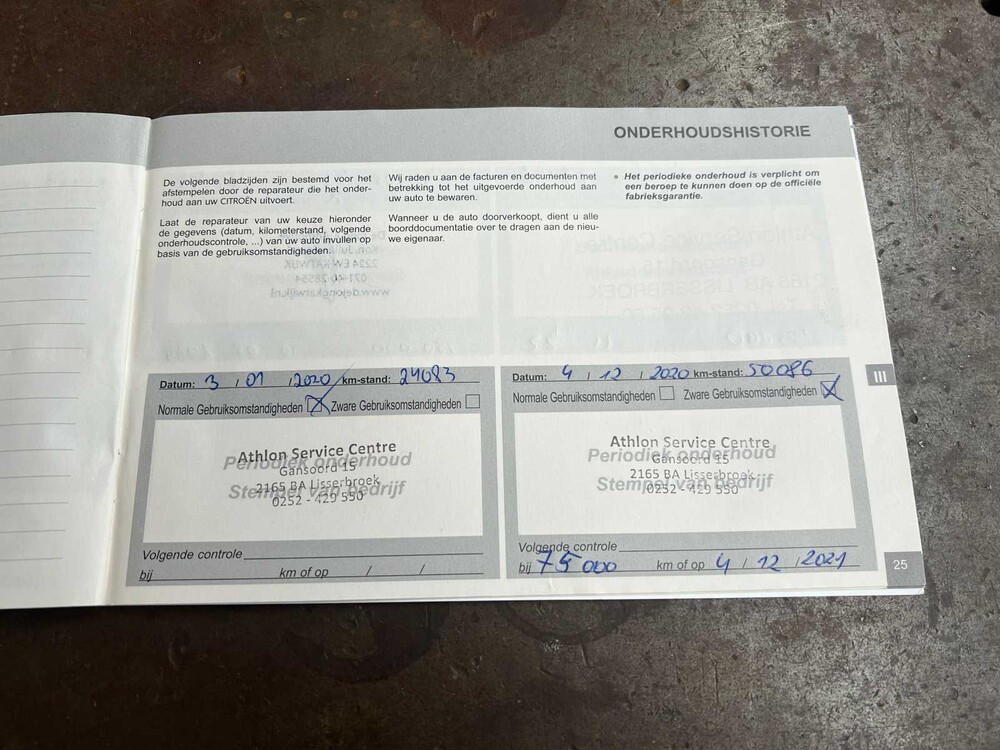 ONDERHOUDSHISTORIE
De volgende bladzijden zijn bestemd voor het
afstempelen door de reparateur die het onder-
houd aan uw CITROËN uitvoert.
Laat de reparateur van uw keuze hieronder
de gegevens (datum, kilometerstand, volgende
onderhoudscontrole, ...) van uw auto invullen op
basis van de gebruiksomstandigheden.
Wij raden u aan de facturen en documenten met
betrekking tot het uitgevoerde onderhoud aan
uw auto te bewaren.
Wanneer u de auto doorverkoopt, dient u alle
boorddocumentatie over te dragen aan de nieu-
we eigenaar.
• Het periodieke onderhoud is verplicht om
een beroep te kunnen doen op de officiële
fabrieksgarantie.
Datum: 3 / 01 / 2020 km-stand: 24083
Normale Gebruiksomstandigheden Zware Gebruiksomstandigheden
Periodiek onderhoud
Stempel van bedrijf
Athlon Service Centre
Gansoord 15
2165 BA Lisserbroek
0252 - 429 550
Volgende controle
bij km of op / /
Datum: 4 / 12 / 2020 km-stand: 50086
Normale Gebruiksomstandigheden Zware Gebruiksomstandigheden
Periodiek onderhoud
Stempel van bedrijf
Athlon Service Centre
Gansoord 15
2165 BA Lisserbroek
0252 - 429 550
Volgende controle
bij 75 000 km of op 4 / 12 / 2021
III
25